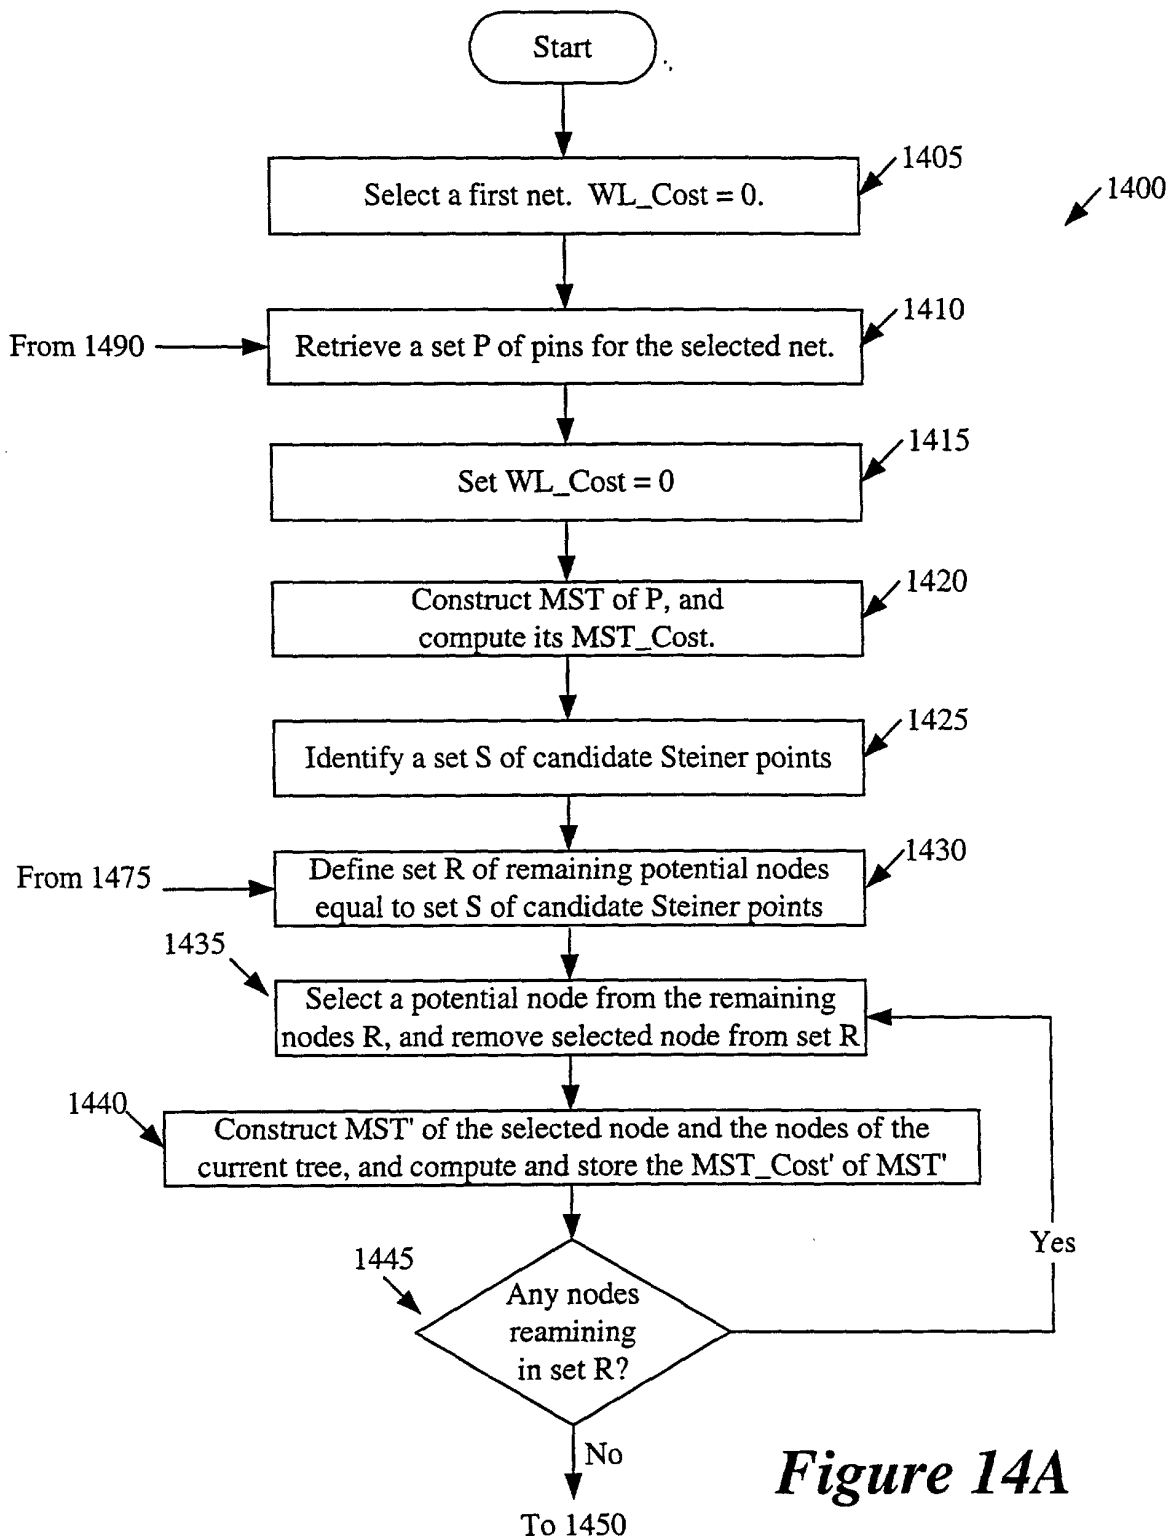 Start
1405
Select a first net. WL_Cost = 0.
1400
1410
From 1490
Retrieve a set P of pins for the selected net.
1415
Set WL_Cost = 0
1420
Construct MST of P, and
compute its MST_Cost.
1425
Identify a set S of candidate Steiner points
1430
From 1475
Define set R of remaining potential nodes
equal to set S of candidate Steiner points
1435
Select a potential node from the remaining
nodes R, and remove selected node from set R
1440
Construct MST' of the selected node and the nodes of the
current tree, and compute and store the MST_Cost' of MST'
Yes
1445
Any nodes
reamining
in set R?
No
Figure 14A
To 1450